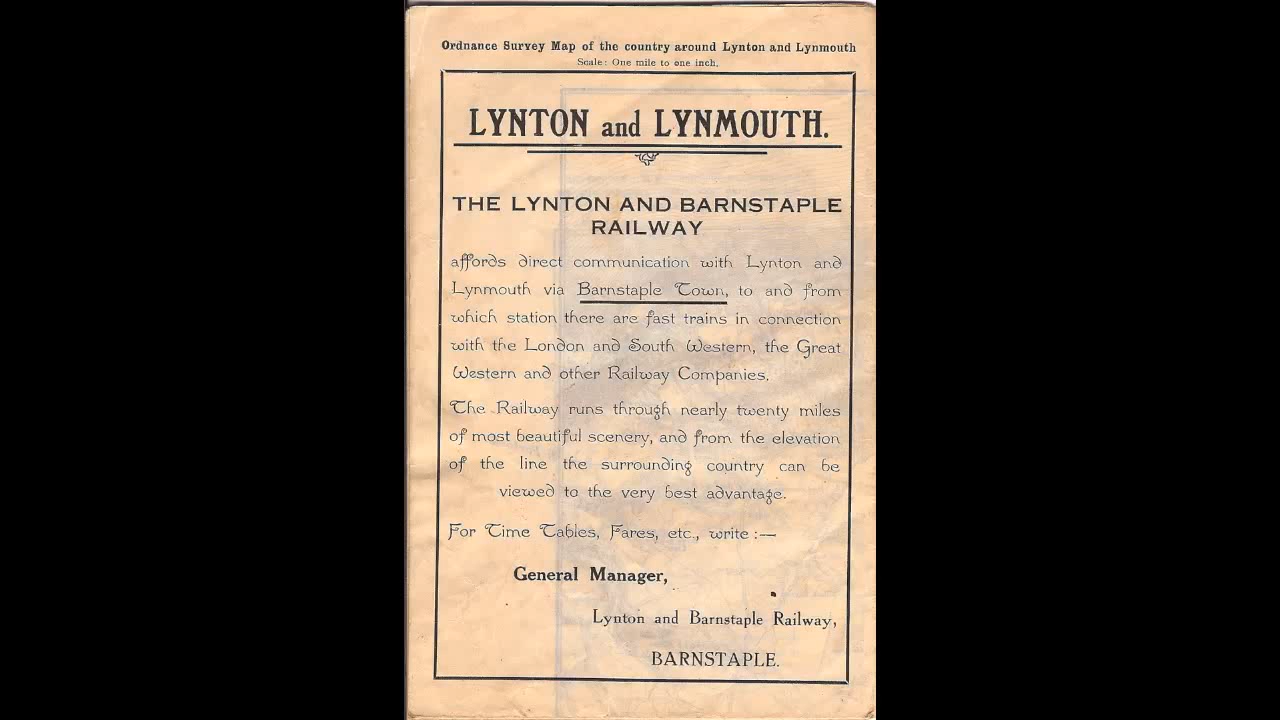 Ordnance Survey Map of the country around Lynton and Lynmouth
Scale: One mile to one inch.
LYNTON and LYNMOUTH.
THE LYNTON AND BARNSTAPLE
RAILWAY
affords direct communication with Lynton and
Lynmouth via Barnstaple Town, to and from
which station there are fast trains in connection
with the London and South Western, the Great
Western and other Railway Companies.
The Railway runs through nearly twenty miles
of most beautiful scenery, and from the elevation
of the line the surrounding country can be
viewed to the very best advantage.
For Time Tables, Fares, etc., write :—
General Manager,
Lynton and Barnstaple Railway,
BARNSTAPLE.